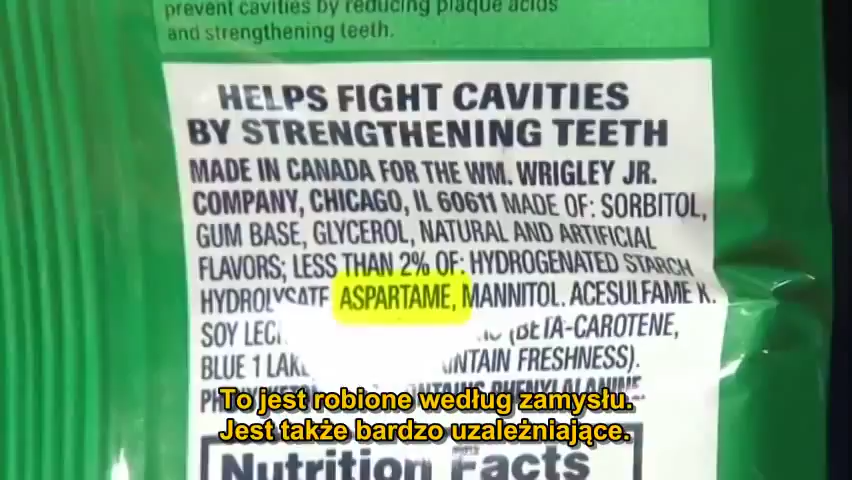 prevent cavities by reducing plaque acids
and strengthening teeth.
HELPS FIGHT CAVITIES
BY STRENGTHENING TEETH
MADE IN CANADA FOR THE WM. WRIGLEY JR.
COMPANY, CHICAGO, IL 60611 MADE OF: SORBITOL,
GUM BASE, GLYCEROL, NATURAL AND ARTIFICIAL
FLAVORS; LESS THAN 2% OF: HYDROGENATED STARCH
HYDROLYSATE ASPARTAME, MANNITOL. ACESULFAME K.
SOY (BETA-CAROTENE,
BLUE 1 FRESHNESS).
PHENYLALANINE
To jest robione według zamysłu.
Jest także bardzo uzależniające.
Nutrition Facts